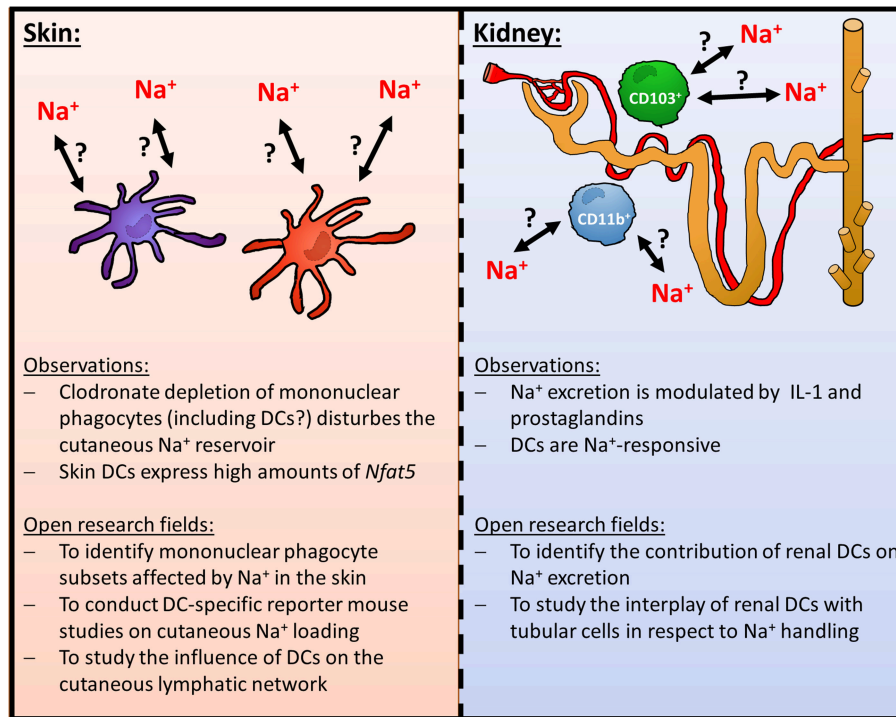 Skin:
Na⁺
Na⁺
Na⁺
Na⁺
?
?
?
?
Observations:
– Clodronate depletion of mononuclear
phagocytes (including DCs?) disturbes the
cutaneous Na⁺ reservoir
– Skin DCs express high amounts of Nfat5
Open research fields:
– To identify mononuclear phagocyte
subsets affected by Na⁺ in the skin
– To conduct DC-specific reporter mouse
studies on cutaneous Na⁺ loading
– To study the influence of DCs on the
cutaneous lymphatic network
Kidney:
?
Na⁺
CD103⁺
?
Na⁺
CD11b⁺
?
?
Na⁺
Na⁺
Observations:
– Na⁺ excretion is modulated by IL-1 and
prostaglandins
– DCs are Na⁺-responsive
Open research fields:
– To identify the contribution of renal DCs on
Na⁺ excretion
– To study the interplay of renal DCs with
tubular cells in respect to Na⁺ handling